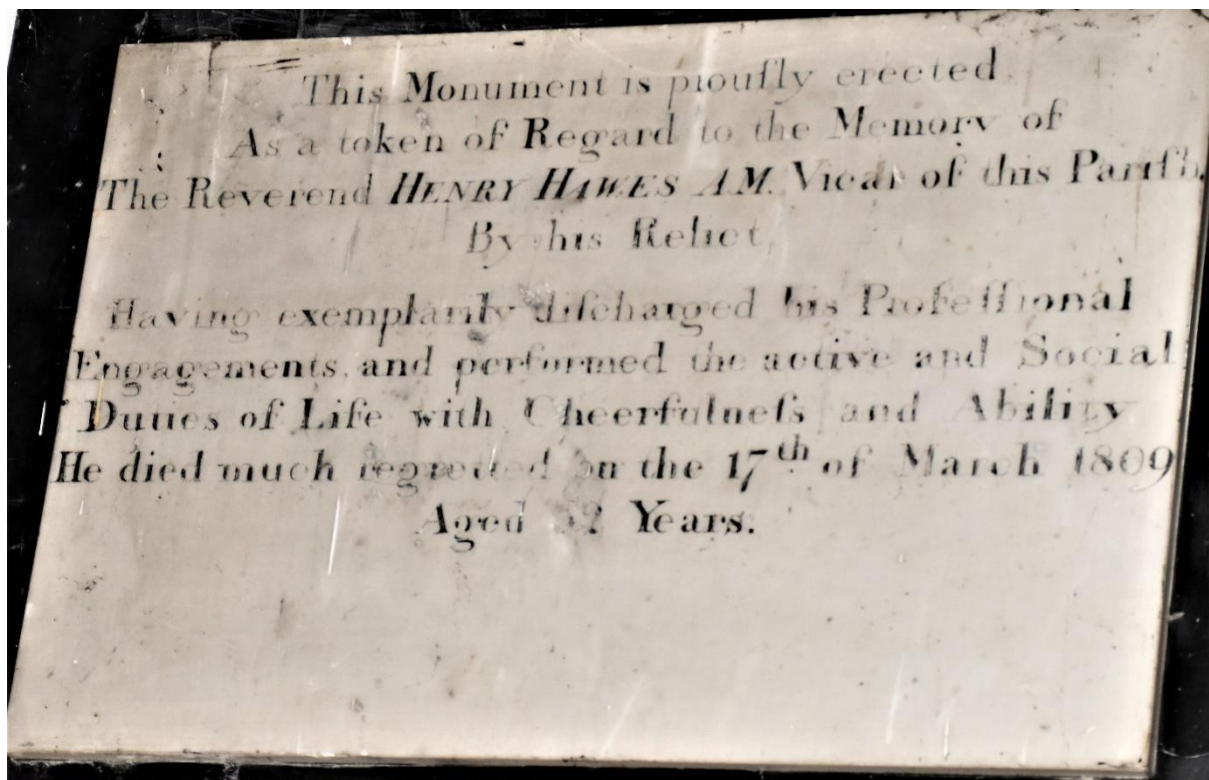 This Monument is piouſly erected
As a token of Regard to the Memory of
The Reverend HENRY HAWES AM. Vicar of this Pariſh
By his Relict,
Having exemplarily diſcharged his Profeſſional
Engagements, and performed the active and Social
Duties of Life with Cheerfulneſs and Ability
He died much regretted on the 17th of March 1809
Aged Years.